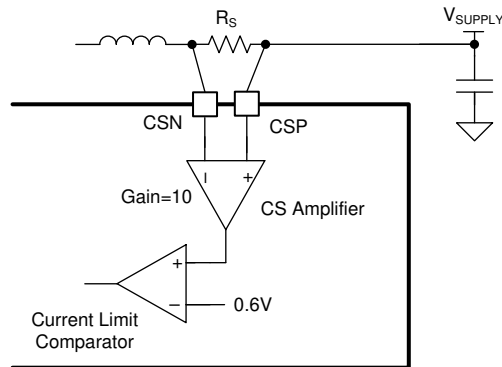 R_S
V_SUPPLY
CSN
CSP
− +
Gain=10
CS Amplifier
+
−
0.6V
Current Limit
Comparator